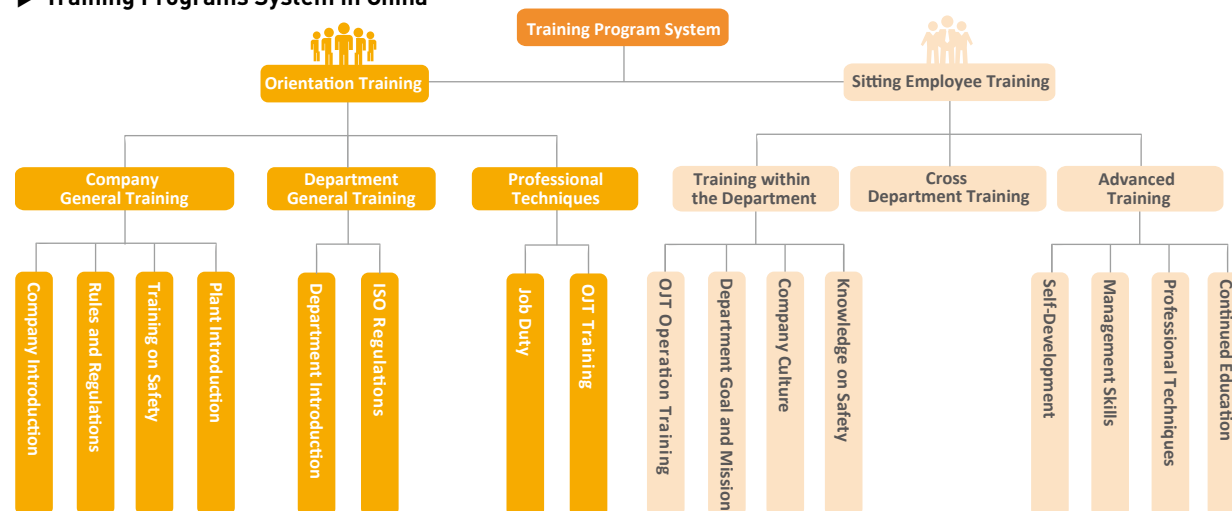 ▶ Training Programs System in China
Training Program System
Orientation Training
Sitting Employee Training
Company
General Training
Department
General Training
Professional
Techniques
Training within
the Department
Cross
Department Training
Advanced
Training
Company Introduction
Rules and Regulations
Training on Safety
Plant Introduction
Department Introduction
ISO Regulations
Job Duty
OJT Training
OJT Operation Training
Department Goal and Mission
Company Culture
Knowledge on Safety
Self-Development
Management Skills
Professional Techniques
Continued Education